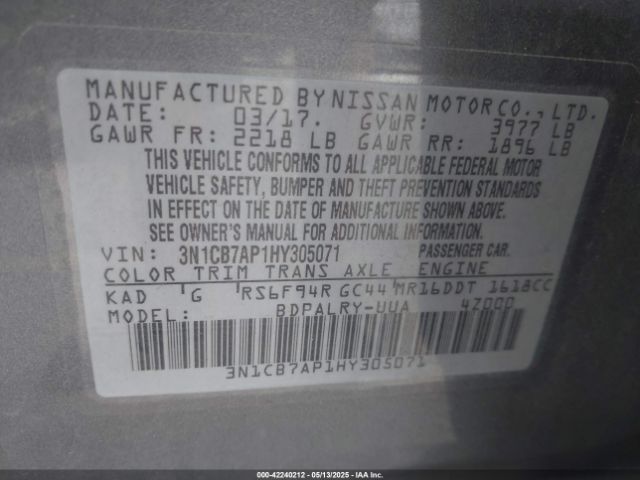 MANUFACTURED BY NISSAN MOTOR CO., LTD.
DATE: 03/17. GVWR: 3977 LB
GAWR FR: 2218 LB GAWR RR: 1896 LB
THIS VEHICLE CONFORMS TO ALL APPLICABLE FEDERAL MOTOR
VEHICLE SAFETY, BUMPER AND THEFT PREVENTION STANDARDS
IN EFFECT ON THE DATE OF MANUFACTURE SHOWN ABOVE.
SEE OWNER'S MANUAL FOR ADDITIONAL INFORMATION.
VIN: 3N1CB7AP1HY305071 PASSENGER CAR.
COLOR TRIM TRANS AXLE ENGINE
KAD G RS6F94R GC44 MR16DDT 1618CC
MODEL: BDPALRY-UUA 4Z000
3N1CB7AP1HY305071
000-42240212 - 05/13/2025 - IAA Inc.